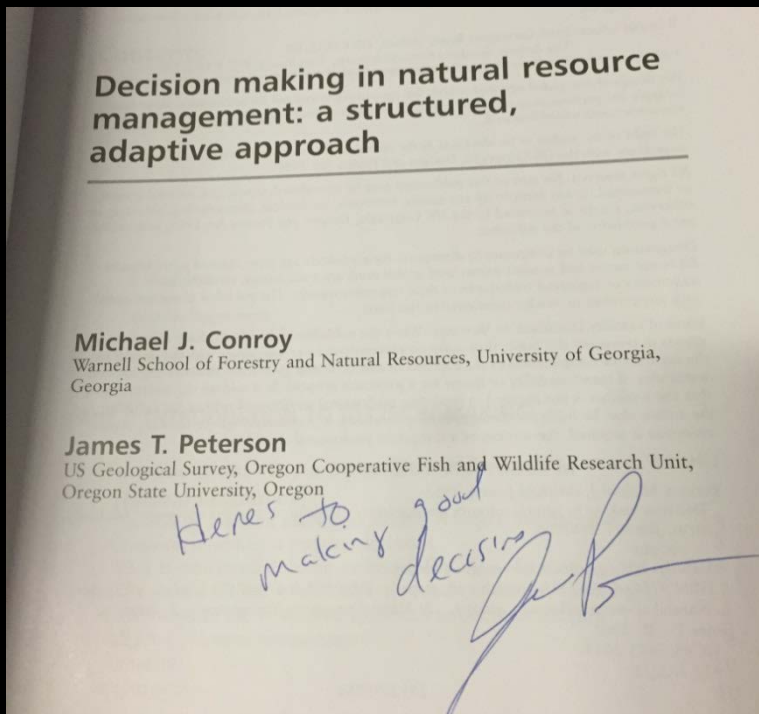 Decision making in natural resource
management: a structured,
adaptive approach
Michael J. Conroy
Warnell School of Forestry and Natural Resources, University of Georgia,
Georgia
James T. Peterson
US Geological Survey, Oregon Cooperative Fish and Wildlife Research Unit,
Oregon State University, Oregon
Heres to
making good
decisions